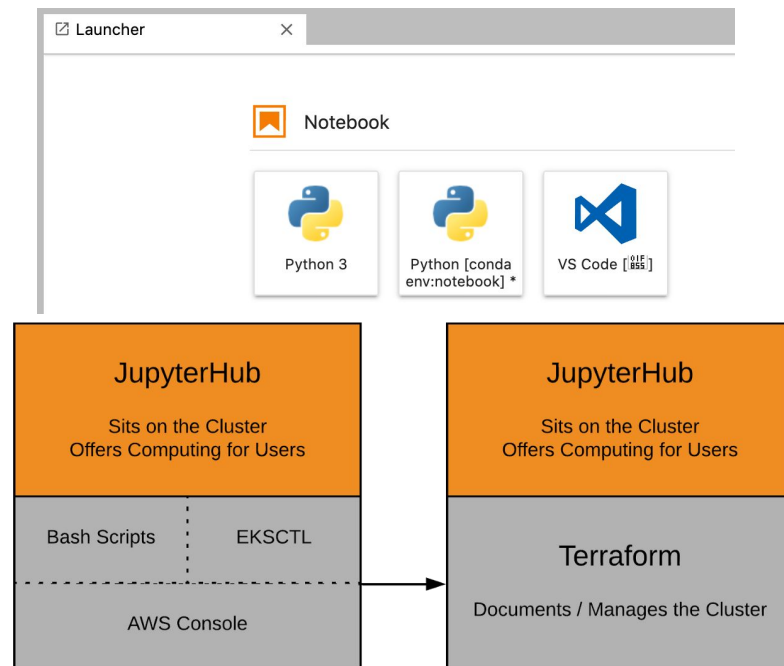 Launcher
Notebook
Python 3
Python [conda
env:notebook] *
VS Code [↗]
JupyterHub
Sits on the Cluster
Offers Computing for Users
Bash Scripts
EKSCTL
AWS Console
JupyterHub
Sits on the Cluster
Offers Computing for Users
Terraform
Documents / Manages the Cluster